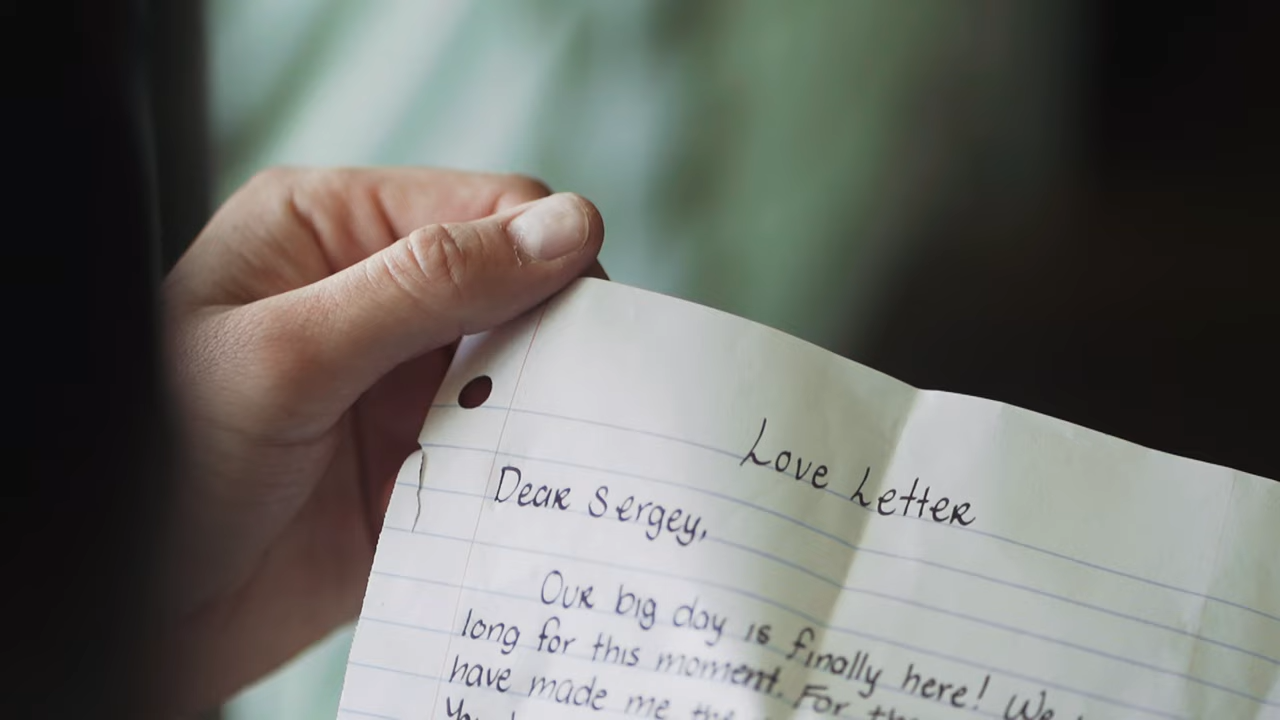 Love Letter
Dear Sergey,
Our big day is finally here! We
long for this moment. For
have made me the